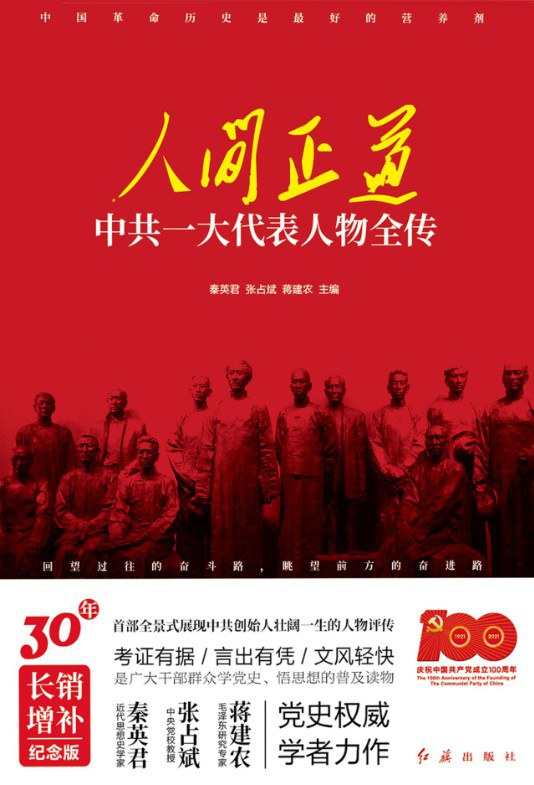 中国革命历史是最好的营养剂
人间正道
中共一大代表人物全传
秦英君 张占斌 蒋建农 主编
回望过往的奋斗路，眺望前方的奋进路
30年
长销
增补
纪念版
首部全景式展现中共创始人壮阔一生的人物评传
考证有据 / 言出有凭 / 文风轻快
是广大干部群众学党史、悟思想的普及读物
近代思想史学家
秦英君
中央党校教授
张占斌
毛泽东研究专家
蒋建农
党史权威
学者力作
100
1921
2021
庆祝中国共产党成立100周年
The 100th Anniversary of the Founding of
The Communist Party of China
红旗出版社